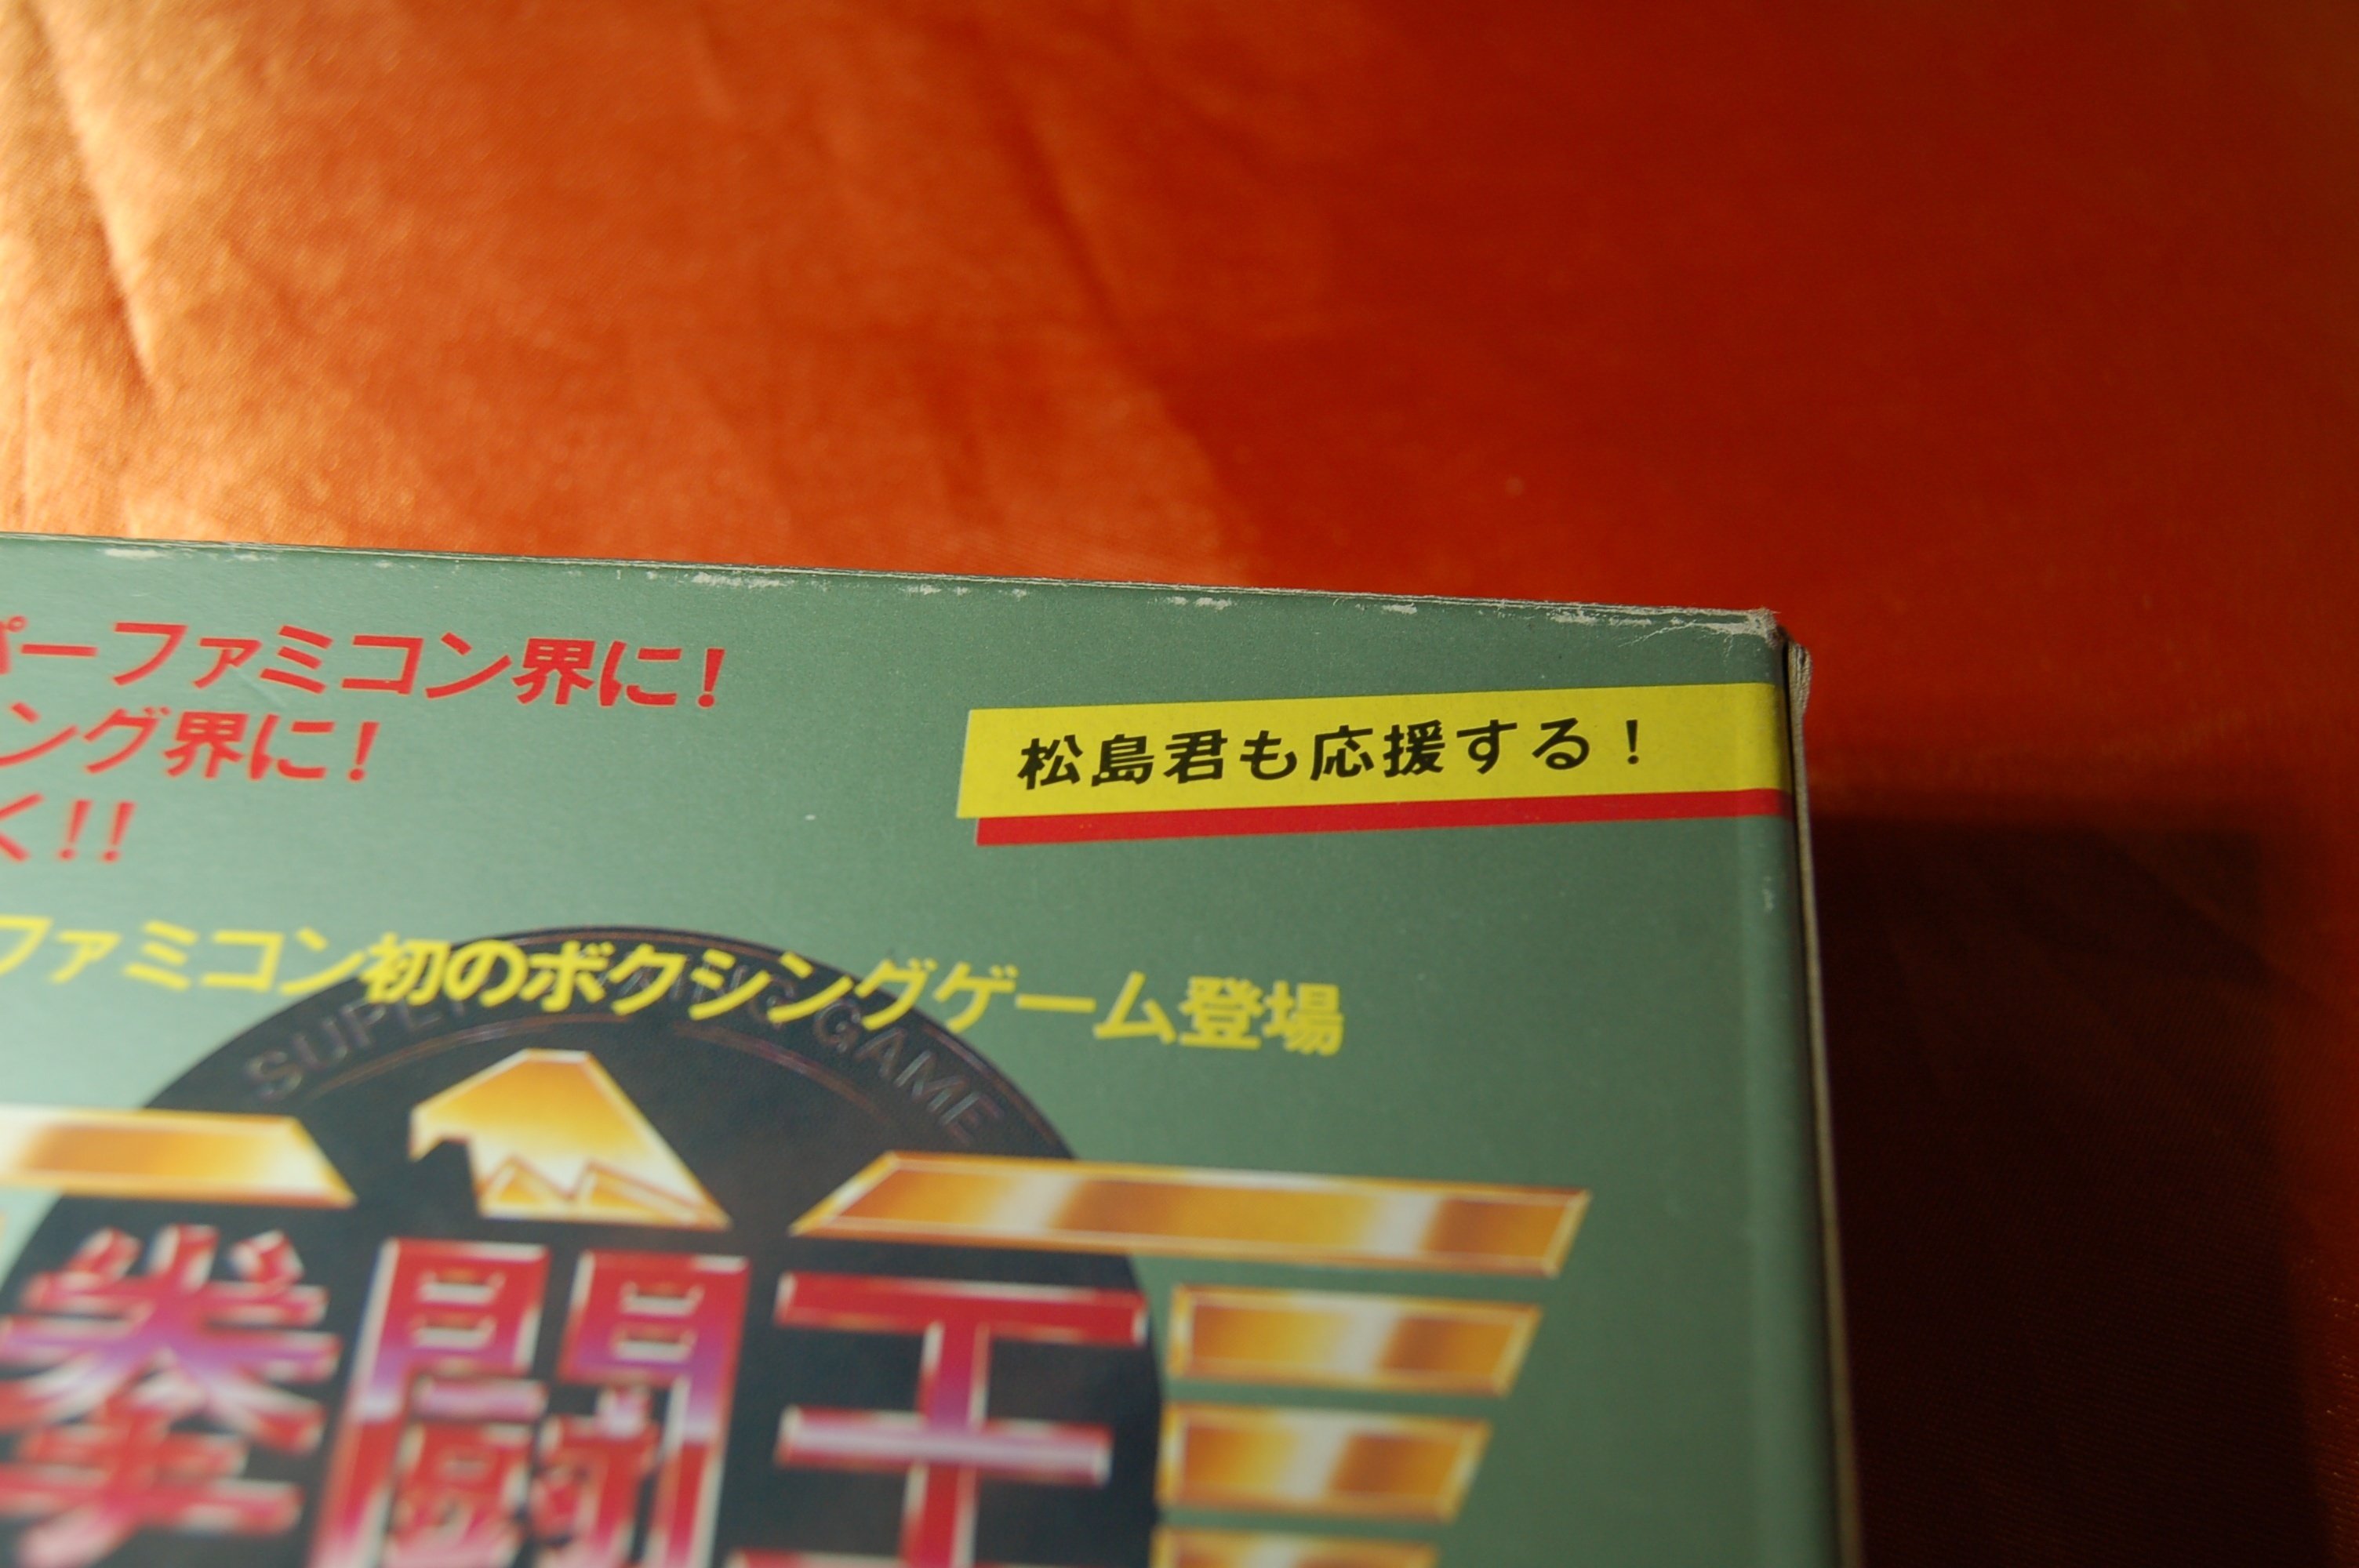 パーファミコン界に!
ング界に!
く!!
松島君も応援する!
ファミコン初のボクシングゲーム登場
SUPER GAME
拳闘王